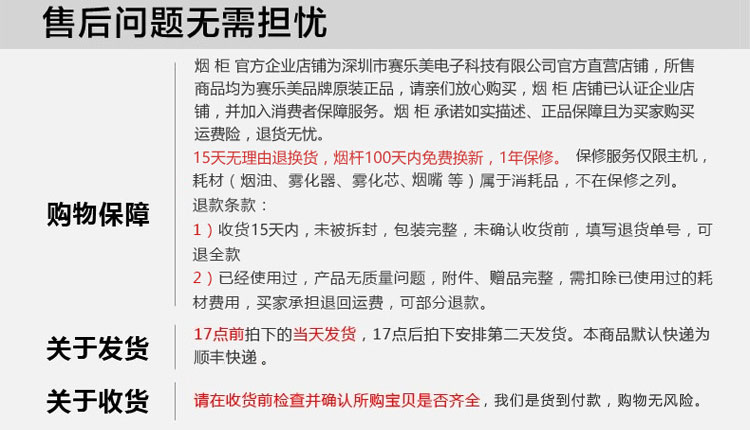 售后问题无需担忧
烟 柜 官方企业店铺为深圳市赛乐美电子科技有限公司官方直营店铺，所售
商品均为赛乐美品牌原装正品，请亲们放心购买，烟 柜 店铺已认证企业店
铺，并加入消费者保障服务。烟 柜 承诺如实描述、正品保障且为买家购买
运费险，退货无忧。
15天无理由退换货，烟杆100天内免费换新，1年保修。 保修服务仅限主机，
耗材（烟油、雾化器、雾化芯、烟嘴 等）属于消耗品，不在保修之列。
购物保障
退款条款：
1）收货15天内，未被拆封，包装完整，未确认收货前，填写退货单号，可
退全款
2）已经使用过，产品无质量问题，附件、赠品完整，需扣除已使用过的耗
材费用，买家承担退回运费，可部分退款。
关于发货
17点前拍下的当天发货，17点后拍下安排第二天发货。本商品默认快递为
顺丰快递 。
关于收货
请在收货前检查并确认所购宝贝是否齐全，我们是货到付款，购物无风险。